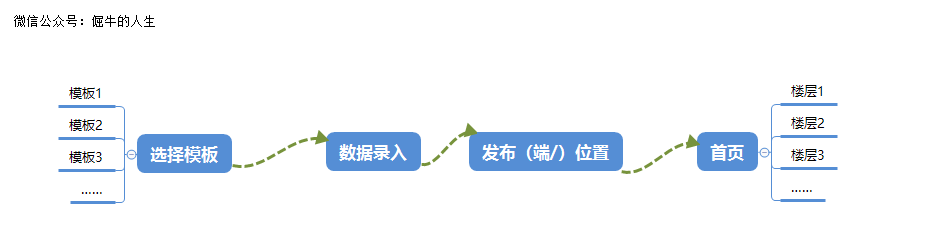 微信公众号：倔牛的人生
模板1
模板2
模板3
……
选择模板
数据录入
发布（端/）位置
首页
楼层1
楼层2
楼层3
……